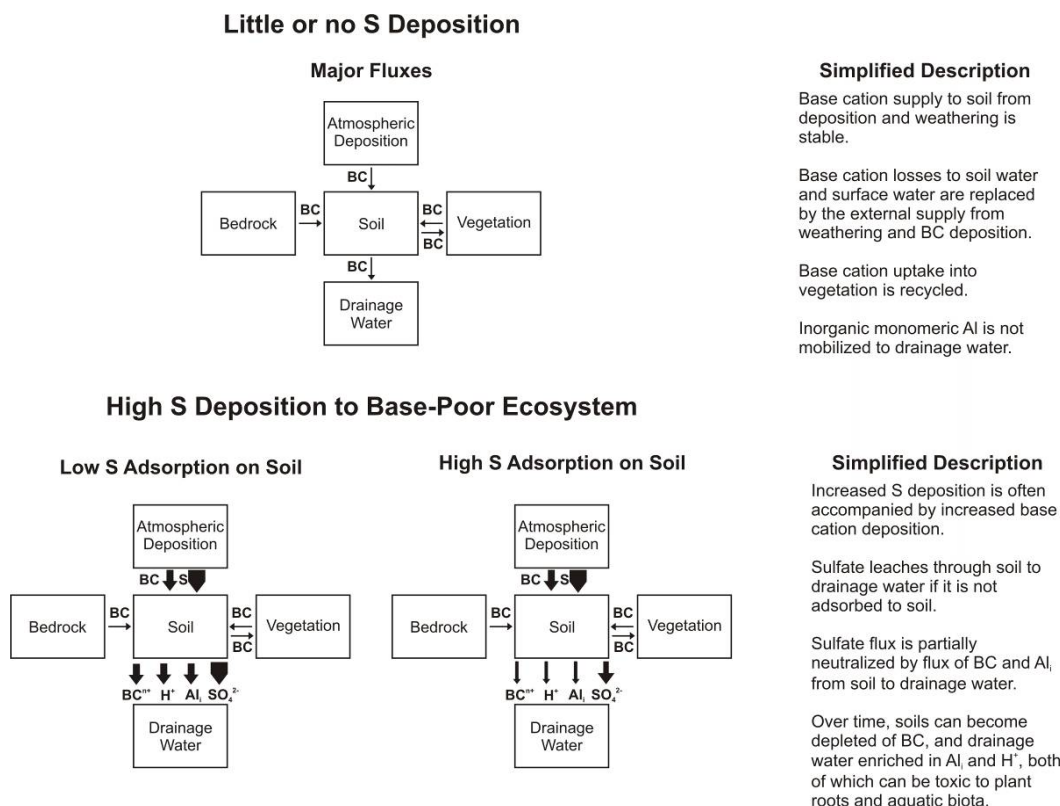 Little or no S Deposition
Major Fluxes
Atmospheric
Deposition
BC
Bedrock
BC
Soil
BC
BC
Vegetation
BC
Drainage
Water
Simplified Description
Base cation supply to soil from
deposition and weathering is
stable.
Base cation losses to soil water
and surface water are replaced
by the external supply from
weathering and BC deposition.
Base cation uptake into
vegetation is recycled.
Inorganic monomeric Al is not
mobilized to drainage water.
High S Deposition to Base-Poor Ecosystem
Low S Adsorption on Soil
Atmospheric
Deposition
BC S
Bedrock
BC
Soil
BC
BC
Vegetation
BCⁿ⁺ H⁺ Alᵢ SO₄²⁻
Drainage
Water
High S Adsorption on Soil
Atmospheric
Deposition
BC S
Bedrock
BC
Soil
BC
BC
Vegetation
BCⁿ⁺ H⁺ Alᵢ SO₄²⁻
Drainage
Water
Simplified Description
Increased S deposition is often
accompanied by increased base
cation deposition.
Sulfate leaches through soil to
drainage water if it is not
adsorbed to soil.
Sulfate flux is partially
neutralized by flux of BC and Alᵢ
from soil to drainage water.
Over time, soils can become
depleted of BC, and drainage
water enriched in Alᵢ and H⁺, both
of which can be toxic to plant
roots and aquatic biota.